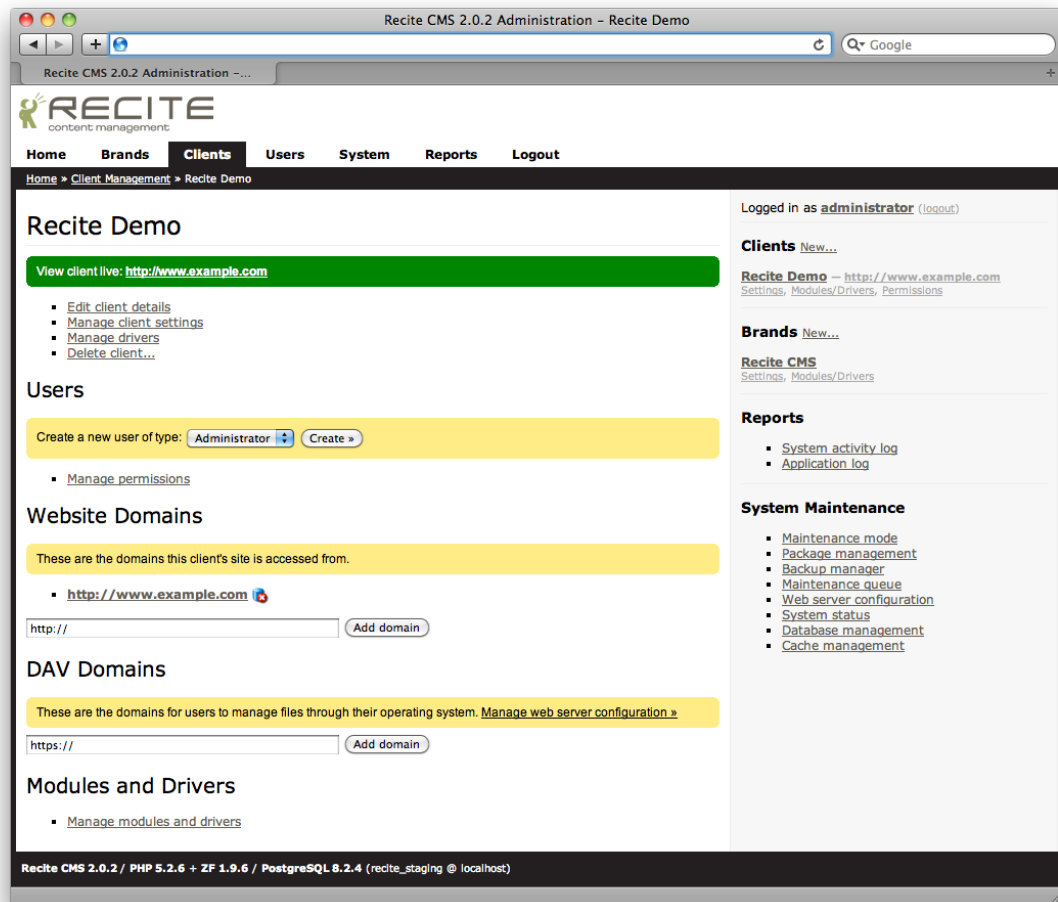 Recite CMS 2.0.2 Administration – Recite Demo
Google
Recite CMS 2.0.2 Administration –...
RECITE
content management
Home Brands Clients Users System Reports Logout
Home » Client Management » Recite Demo
Recite Demo
View client live: http://www.example.com
Edit client details
Manage client settings
Manage drivers
Delete client...
Users
Create a new user of type: Administrator Create »
Manage permissions
Website Domains
These are the domains this client's site is accessed from.
http://www.example.com
http:// Add domain
DAV Domains
These are the domains for users to manage files through their operating system. Manage web server configuration »
https:// Add domain
Modules and Drivers
Manage modules and drivers
Logged in as administrator (logout)
Clients New...
Recite Demo — http://www.example.com
Settings, Modules/Drivers, Permissions
Brands New...
Recite CMS
Settings, Modules/Drivers
Reports
System activity log
Application log
System Maintenance
Maintenance mode
Package management
Backup manager
Maintenance queue
Web server configuration
System status
Database management
Cache management
Recite CMS 2.0.2 / PHP 5.2.6 + ZF 1.9.6 / PostgreSQL 8.2.4 (recite_staging @ localhost)